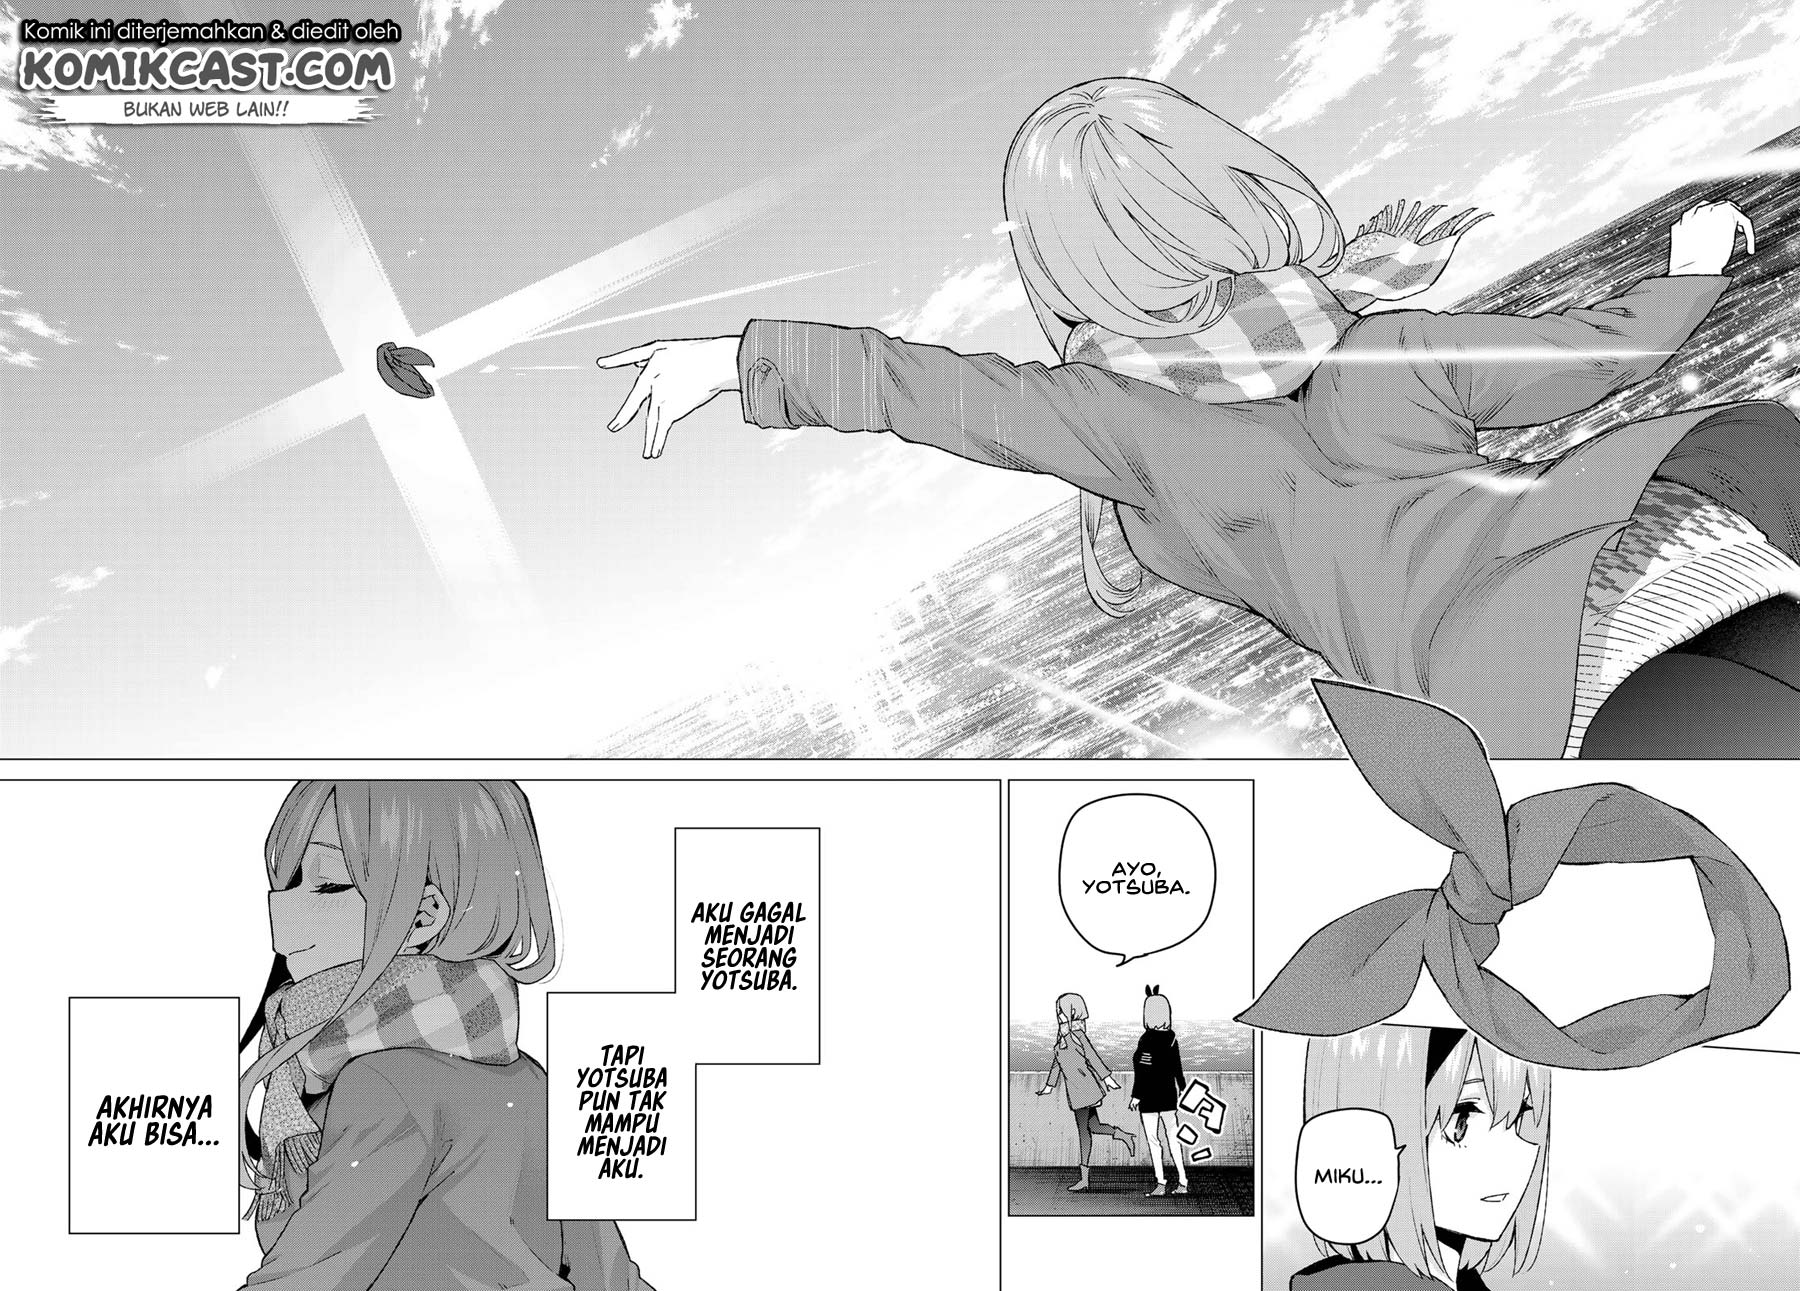 Komik ini diterjemahkan & diedit oleh
KOMIKCAST.COM
BUKAN WEB LAIN!!
MIKU...
AYO,
YOTSUBA.
AKU GAGAL
MENJADI
SEORANG
YOTSUBA.
TAPI
YOTSUBA
PUN TAK
MAMPU
MENJADI
AKU.
AKHIRNYA
AKU BISA...